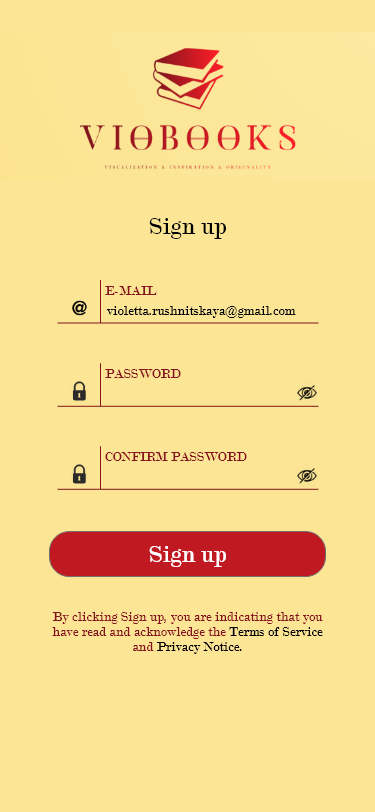 VIOBOOKS
VISUALIZATION & INSPIRATION & ORIGINALITY
Sign up
E-MAIL
@ violetta.rushnitskaya@gmail.com
PASSWORD
CONFIRM PASSWORD
Sign up
By clicking Sign up, you are indicating that you
have read and acknowledge the Terms of Service
and Privacy Notice.